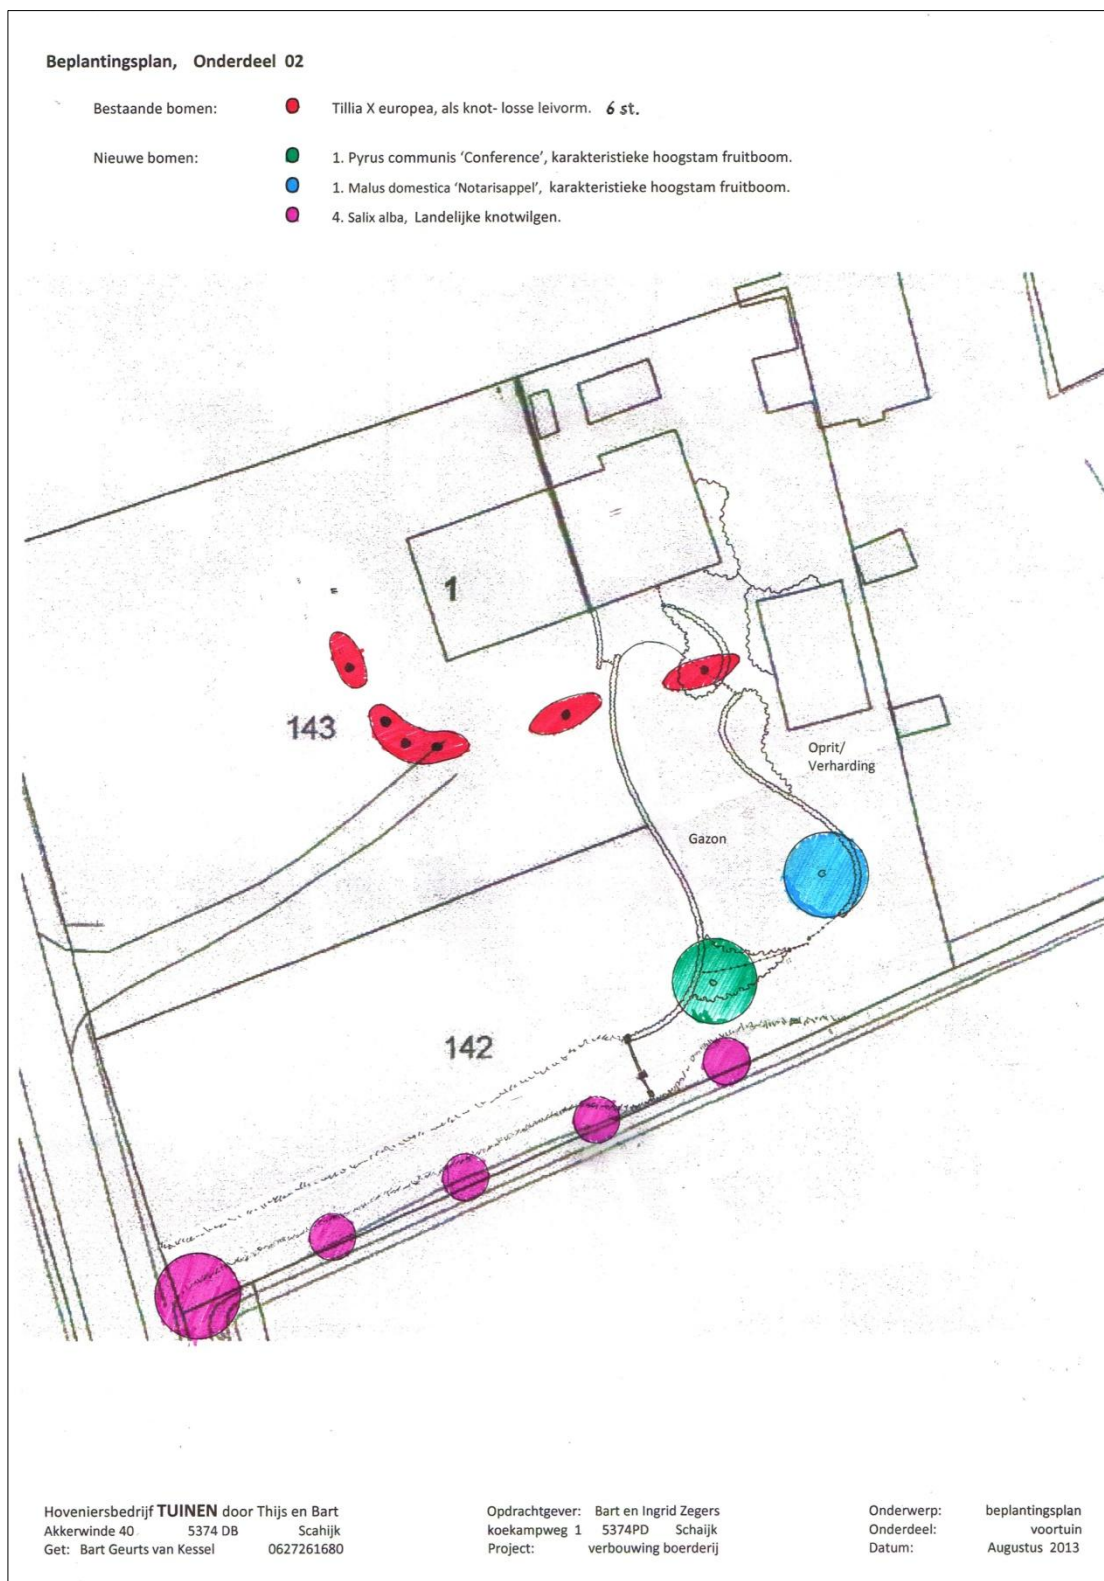 Beplantingsplan, Onderdeel 02
Bestaande bomen: Tillia X europea, als knot- losse leivorm. 6 st.
Nieuwe bomen: 1. Pyrus communis ‘Conference’, karakteristieke hoogstam fruitboom.
1. Malus domestica ‘Notarisappel’, karakteristieke hoogstam fruitboom.
4. Salix alba, Landelijke knotwilgen.
1
143
Oprit/
Verharding
Gazon
142
Hoveniersbedrijf TUINEN door Thijs en Bart
Akkerwinde 40 5374 DB Scahijk
Get: Bart Geurts van Kessel 0627261680
Opdrachtgever: Bart en Ingrid Zegers
koekampweg 1 5374PD Schaijk
Project: verbouwing boerderij
Onderwerp: beplantingsplan
Onderdeel: voortuin
Datum: Augustus 2013